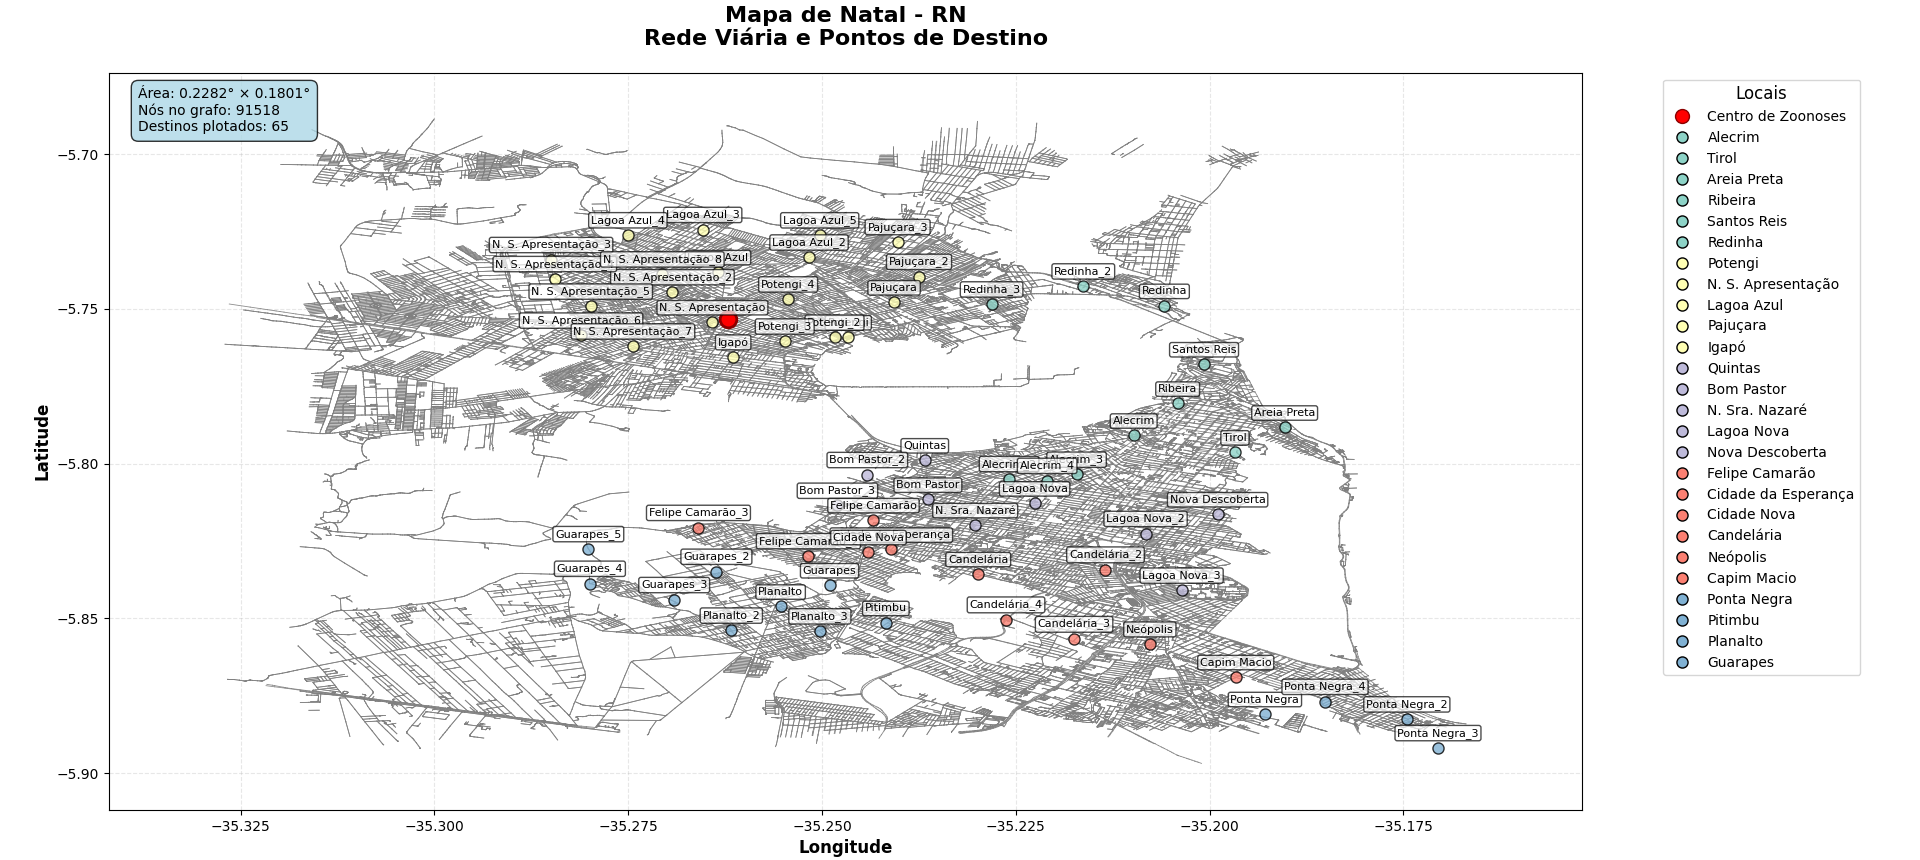 Mapa de Natal - RN
Rede Viária e Pontos de Destino
Área: 0.2282° × 0.1801°
Nós no grafo: 91518
Destinos plotados: 65
Latitude
−5.70
−5.75
−5.80
−5.85
−5.90
Lagoa Azul_4
Lagoa Azul_3
Lagoa Azul_5
Pajuçara_3
N. S. Apresentação_3
Lagoa Azul_2
N. S. Apresentação
N. S. Apresentação_8
Azul
Pajuçara_2
Redinha_2
N. S. Apresentação_2
Potengi_4
Pajuçara
Redinha_3
Redinha
N. S. Apresentação_5
N. S. Apresentação
N. S. Apresentação_6
N. S. Apresentação_7
Potengi_3
otengi_2
Igapó
Santos Reis
Ribeira
Areia Preta
Alecrim
Tirol
Quintas
Bom Pastor_2
Alecrim
Alecrim_4
Alecrim_3
Bom Pastor_3
Bom Pastor
Lagoa Nova
Nova Descoberta
Felipe Camarão
N. Sra. Nazaré
Felipe Camarão_3
Lagoa Nova_2
Guarapes_5
Felipe Camar
Cidade Nova
perança
Guarapes_2
Candelária
Candelária_2
Guarapes_4
Guarapes
Lagoa Nova_3
Guarapes_3
Planalto
Candelária_4
Pitimbu
Planalto_2
Planalto_3
Candelária_3
Neópolis
Capim Macio
Ponta Negra_4
Ponta Negra
Ponta Negra_2
Ponta Negra_3
−35.325
−35.300
−35.275
−35.250
−35.225
−35.200
−35.175
Longitude
Locais
Centro de Zoonoses
Alecrim
Tirol
Areia Preta
Ribeira
Santos Reis
Redinha
Potengi
N. S. Apresentação
Lagoa Azul
Pajuçara
Igapó
Quintas
Bom Pastor
N. Sra. Nazaré
Lagoa Nova
Nova Descoberta
Felipe Camarão
Cidade da Esperança
Cidade Nova
Candelária
Neópolis
Capim Macio
Ponta Negra
Pitimbu
Planalto
Guarapes